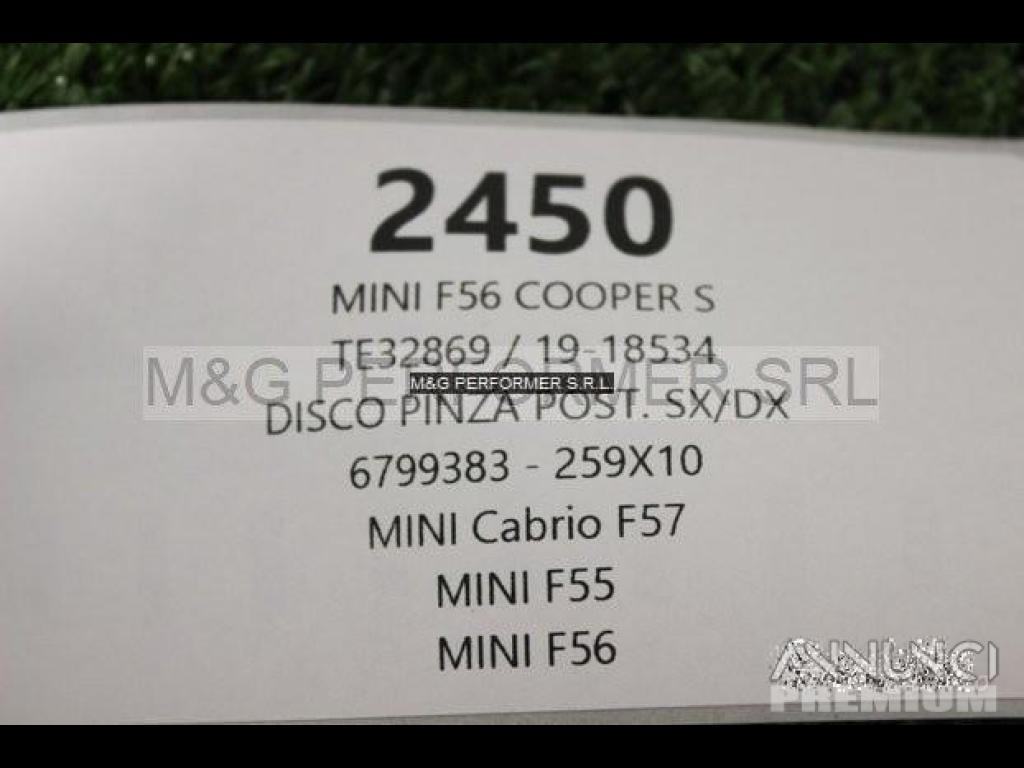 2450
MINI F56 COOPER S
TE32869 / 19-18534
M&G PERFORMER SRL
M&G PERFORMER S.R.L.
DISCO PINZA POST. SX/DX
6799383 - 259X10
MINI Cabrio F57
MINI F55
MINI F56
ANNUNCI
PREMIUM